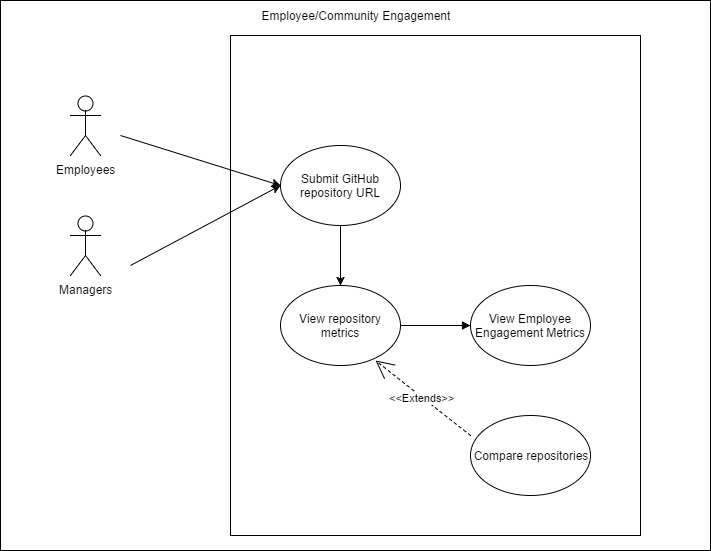 Employee/Community Engagement
Employees
Submit GitHub
repository URL
Managers
View repository
metrics
View Employee
Engagement Metrics
<<Extends>>
Compare repositories